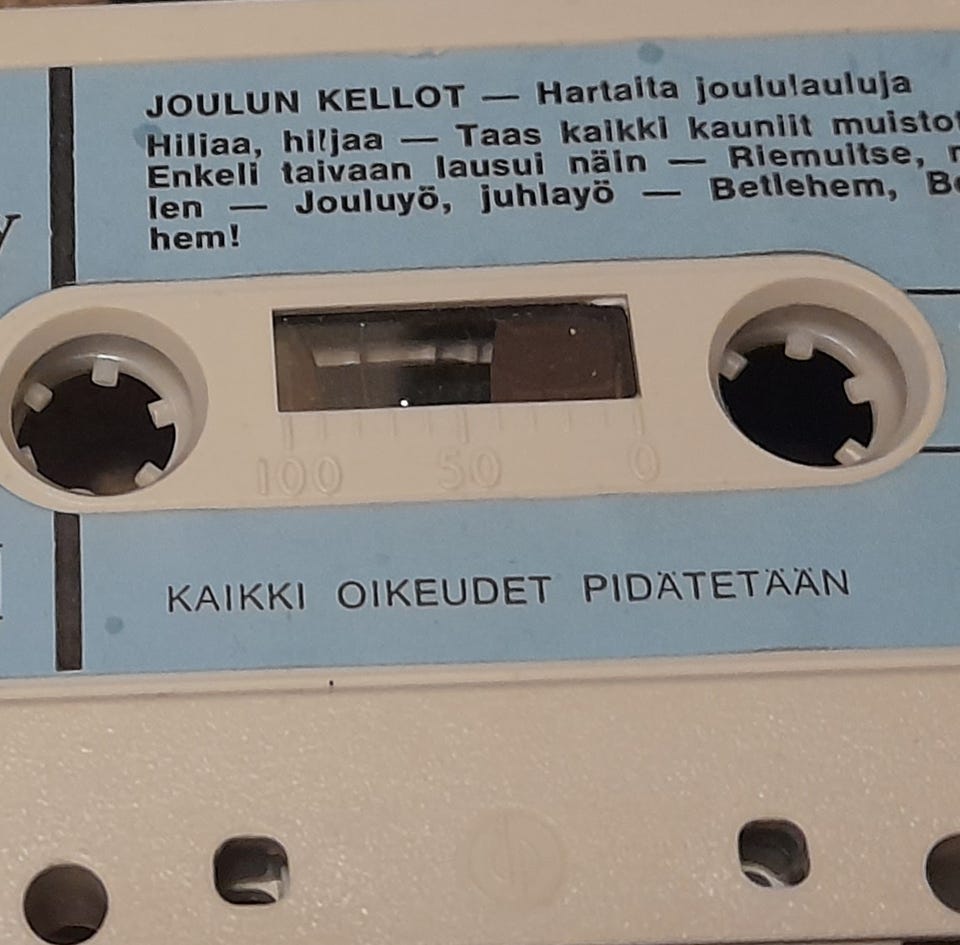 JOULUN KELLOT — Hartaita joululauluja
Hiljaa, hiljaa — Taas kaikki kauniit muistot
Enkeli taivaan lausui näin — Riemuitse,
len — Jouluyö, juhlayö — Betlehem,
hem!
100 50 0
KAIKKI OIKEUDET PIDÄTETÄÄN